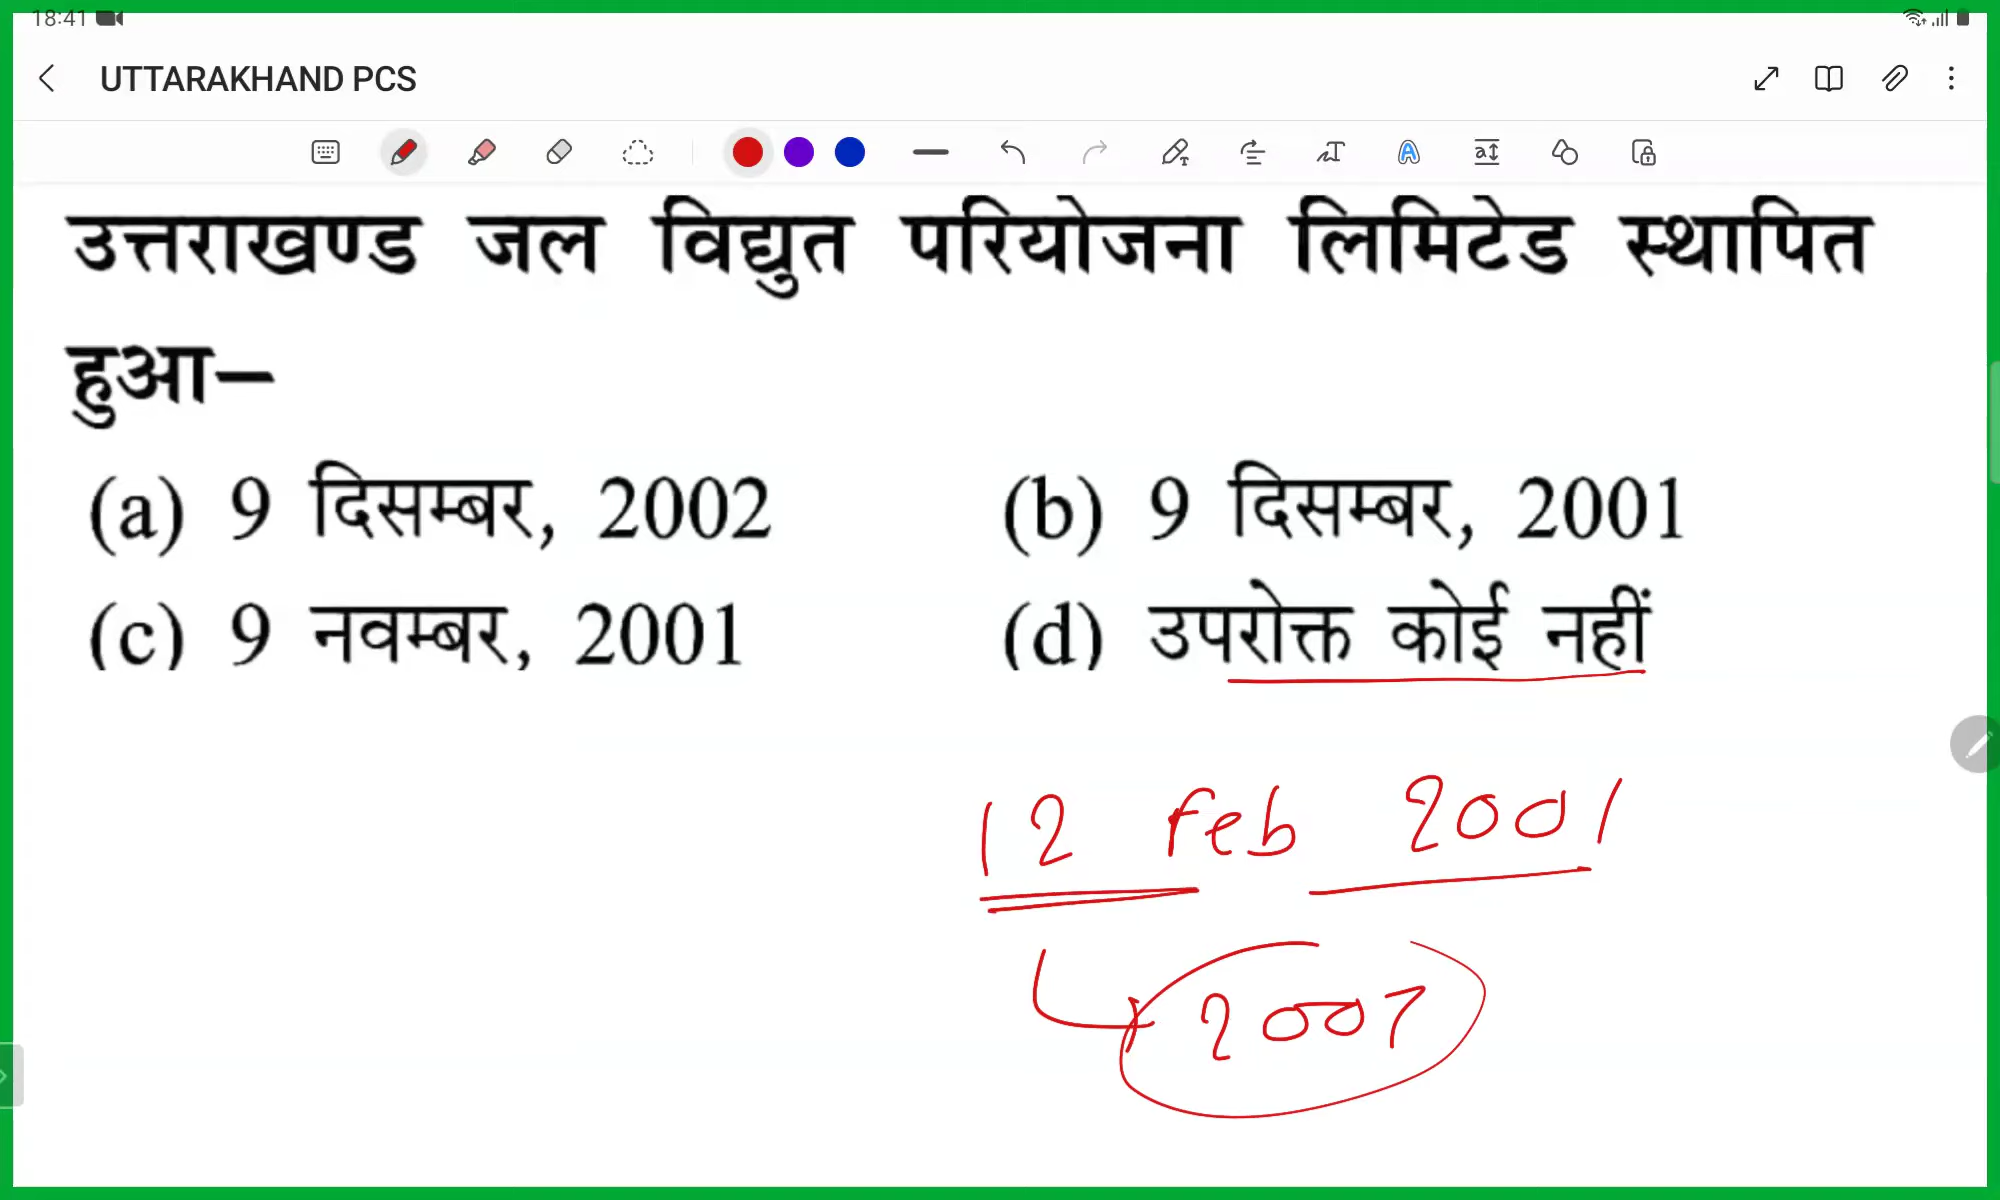 18:41
UTTARAKHAND PCS
उत्तराखण्ड जल विद्युत परियोजना लिमिटेड स्थापित
हुआ–
(a) 9 दिसम्बर, 2002 (b) 9 दिसम्बर, 2001
(c) 9 नवम्बर, 2001 (d) उपरोक्त कोई नहीं
12 feb 2001
2007